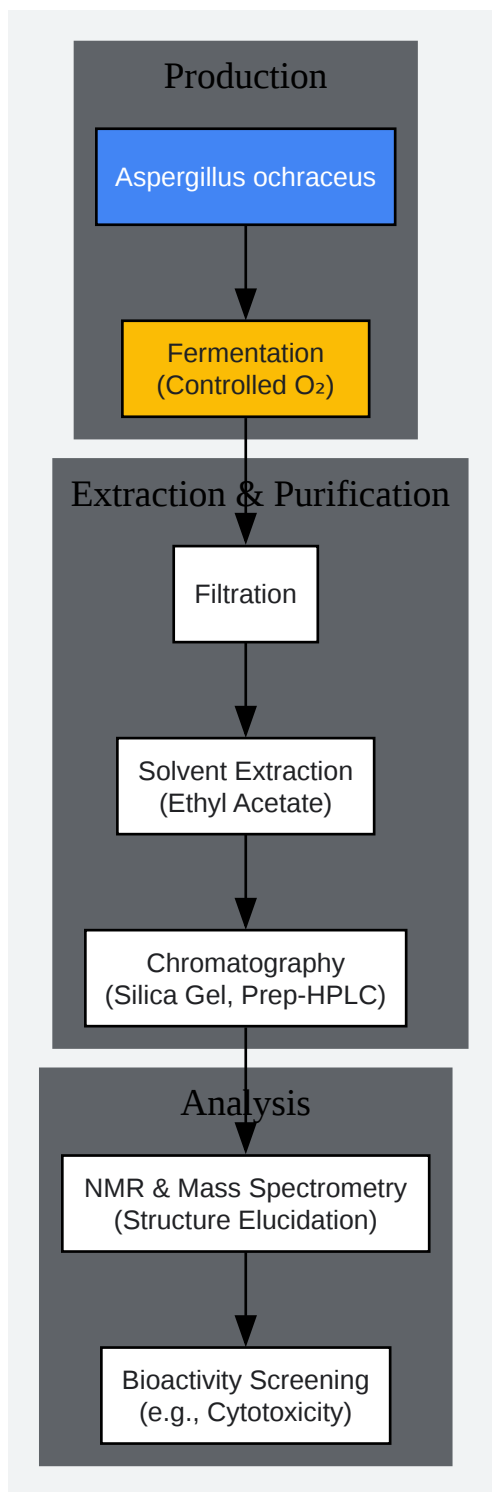 Production
Aspergillus ochraceus
Fermentation
(Controlled O₂)
Extraction & Purification
Filtration
Solvent Extraction
(Ethyl Acetate)
Chromatography
(Silica Gel, Prep-HPLC)
Analysis
NMR & Mass Spectrometry
(Structure Elucidation)
Bioactivity Screening
(e.g., Cytotoxicity)